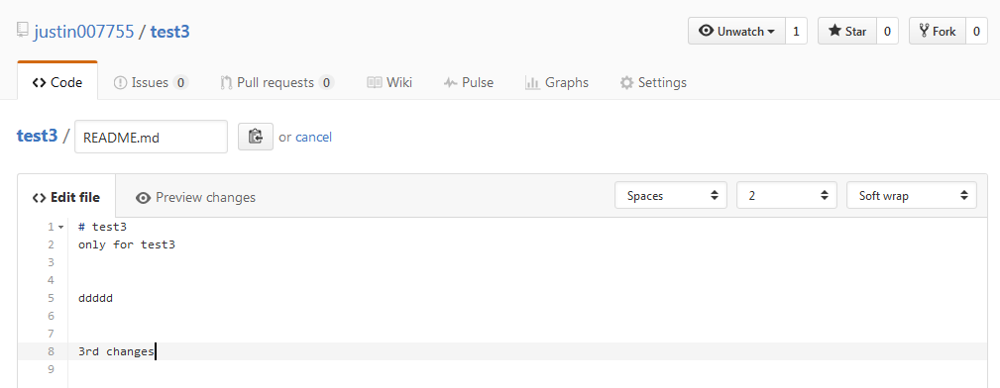 justin007755 / test3
Unwatch 1 Star 0 Fork 0
Code Issues 0 Pull requests 0 Wiki Pulse Graphs Settings
test3 / README.md or cancel
Edit file Preview changes Spaces 2 Soft wrap
1 # test3
2 only for test3
3
4
5 ddddd
6
7
8 3rd changes
9